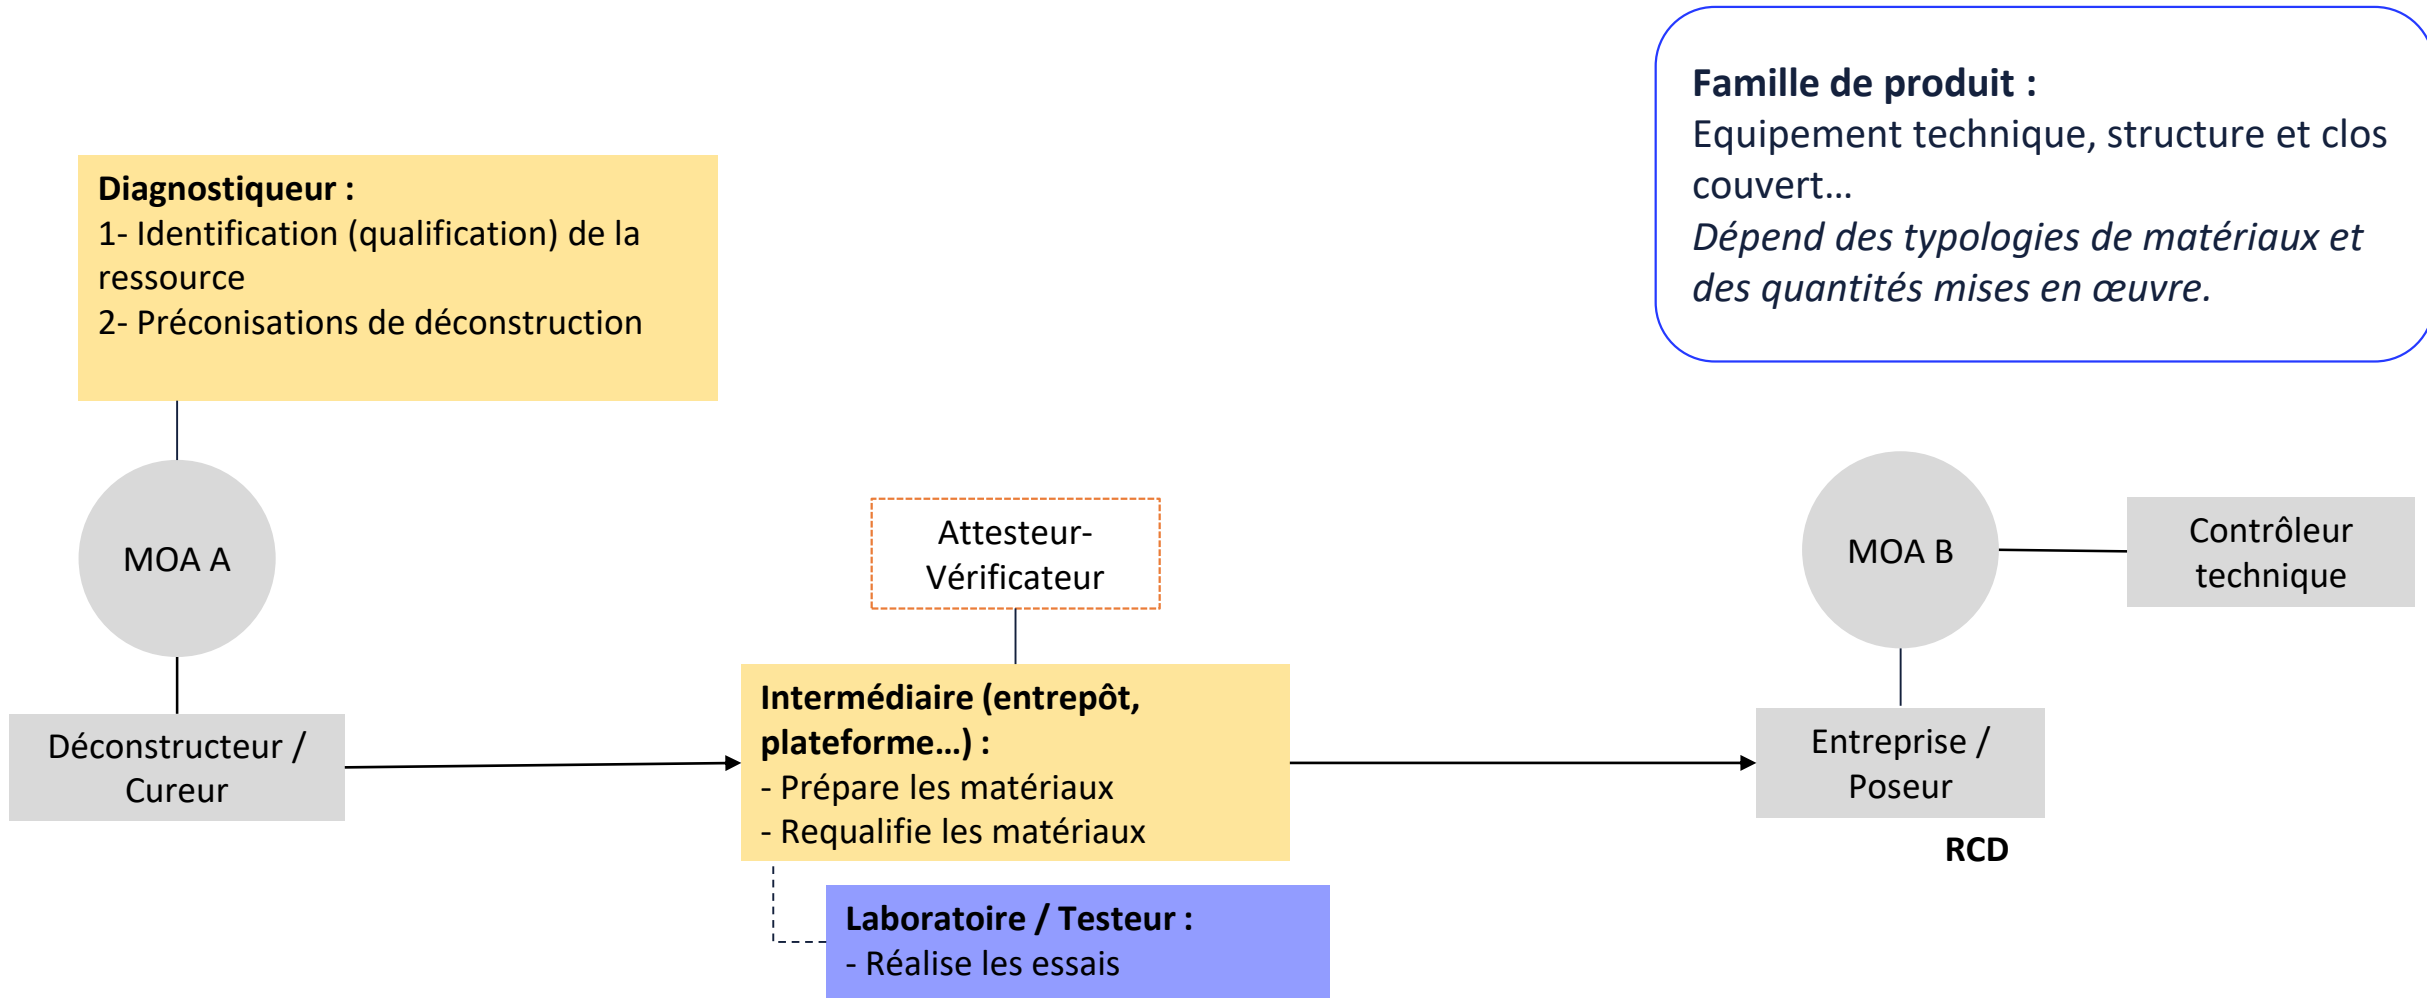 Famille de produit :
Equipement technique, structure et clos
couvert…
Dépend des typologies de matériaux et
des quantités mises en œuvre.
Diagnostiqueur :
1- Identification (qualification) de la
ressource
2- Préconisations de déconstruction
MOA A
Déconstructeur /
Cureur
Attesteur-
Vérificateur
Intermédiaire (entrepôt,
plateforme…) :
- Prépare les matériaux
- Requalifie les matériaux
Laboratoire / Testeur :
- Réalise les essais
MOA B
Contrôleur
technique
Entreprise /
Poseur
RCD